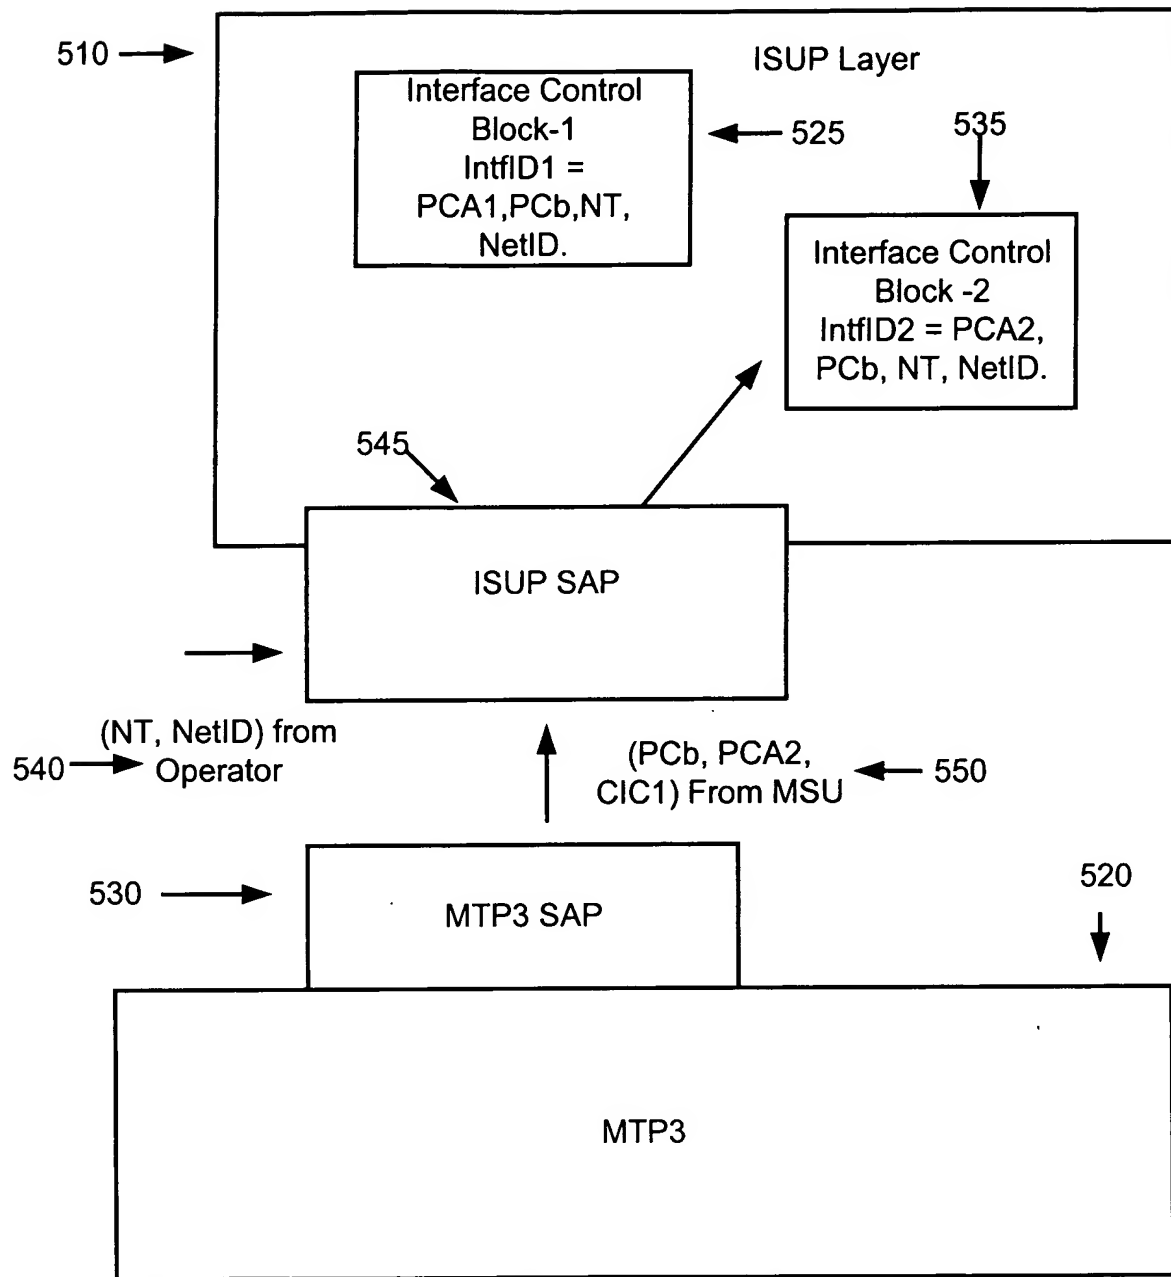 510
ISUP Layer
Interface Control
Block-1
IntfID1 =
PCA1,PCb,NT,
NetID.
525
535
Interface Control
Block -2
IntfID2 = PCA2,
PCb, NT, NetID.
545
ISUP SAP
(NT, NetID) from
Operator
540
(PCb, PCA2,
CIC1) From MSU
550
530
MTP3 SAP
520
MTP3